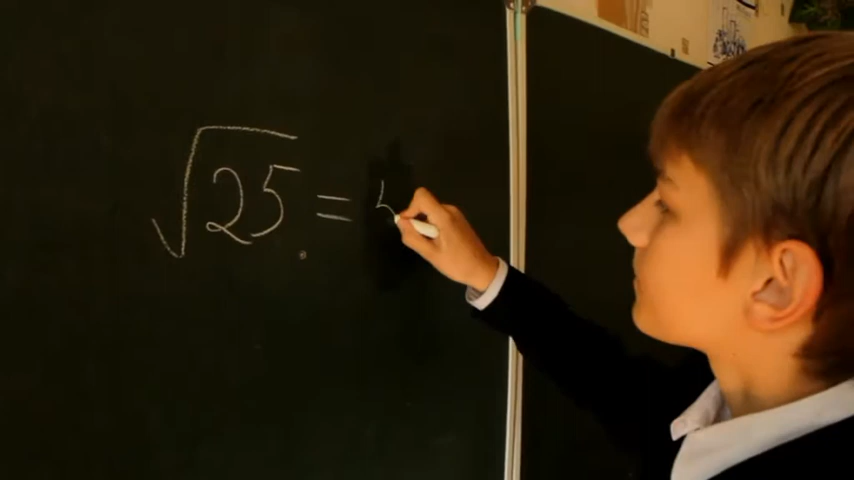 √25 =